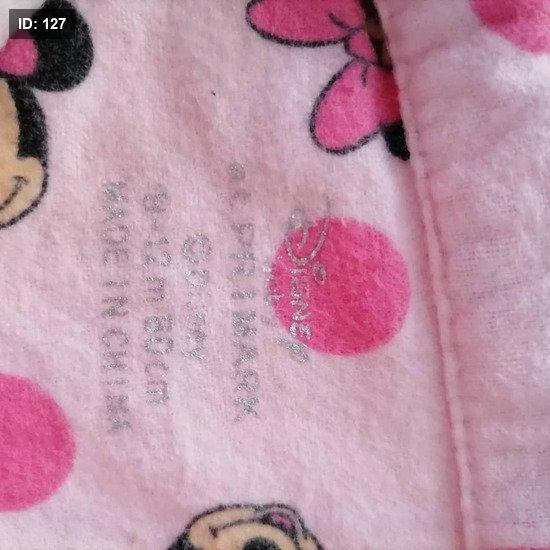 ID: 127
DISNEY
at PRIMARK
©Disney
9-12m 80cm
MADE IN CHINA